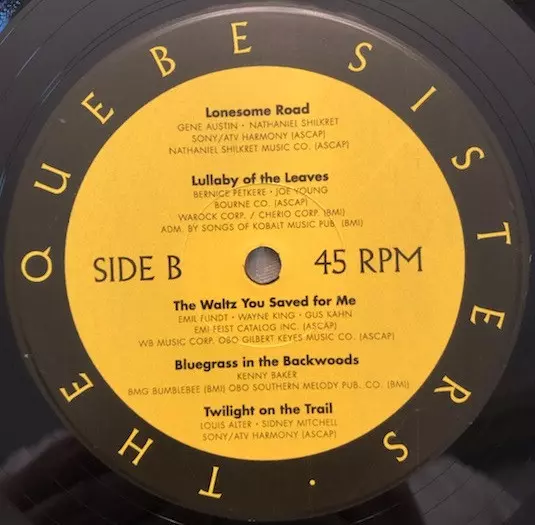 THE QUEBE SISTERS ·
Lonesome Road
GENE AUSTIN • NATHANIEL SHILKRET
SONY/ATV HARMONY (ASCAP)
NATHANIEL SHILKRET MUSIC CO. (ASCAP)
Lullaby of the Leaves
BERNICE PETKERE • JOE YOUNG
BOURNE CO. (ASCAP)
WAROCK CORP. / CHERIO CORP. (BMI)
ADM. BY SONGS OF KOBALT MUSIC PUB. (BMI)
SIDE B
45 RPM
The Waltz You Saved for Me
EMIL FLINDT • WAYNE KING • GUS KAHN
EMI FEIST CATALOG INC. (ASCAP)
WB MUSIC CORP. OBO GILBERT KEYES MUSIC CO. (ASCAP)
Bluegrass in the Backwoods
KENNY BAKER
BMG BUMBLEBEE (BMI) OBO SOUTHERN MELODY PUB. CO. (BMI)
Twilight on the Trail
LOUIS ALTER • SIDNEY MITCHELL
SONY/ATV HARMONY (ASCAP)